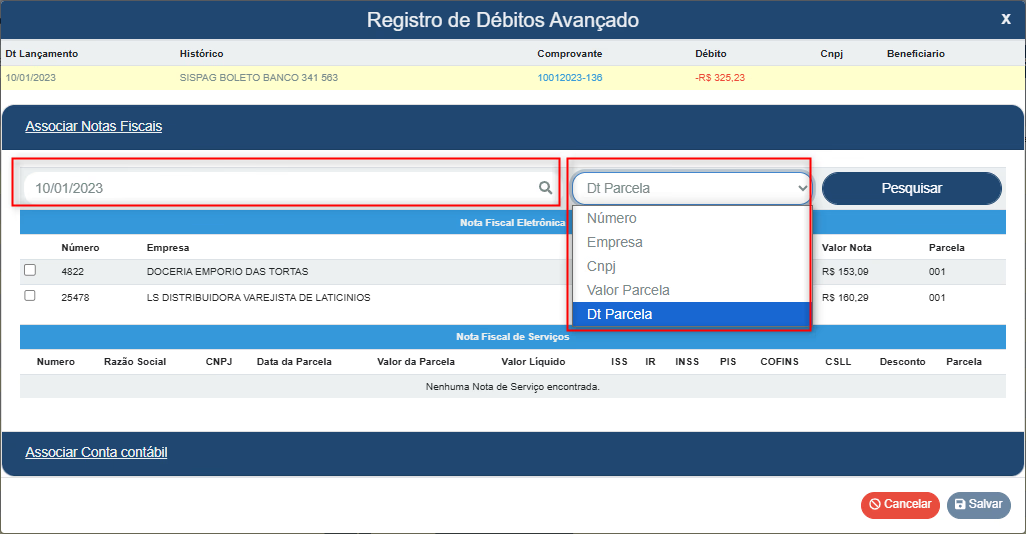 Registro de Débitos Avançado
x
Dt Lançamento Histórico Comprovante Débito Cnpj Beneficiario
10/01/2023 SISPAG BOLETO BANCO 341 563 10012023-136 -R$ 325,23
Associar Notas Fiscais
10/01/2023 Dt Parcela Pesquisar
Número
Empresa
Cnpj
Valor Parcela
Dt Parcela
Nota Fiscal Eletrônica
Número Empresa Valor Nota Parcela
4822 DOCERIA EMPORIO DAS TORTAS R$ 153,09 001
25478 LS DISTRIBUIDORA VAREJISTA DE LATICINIOS R$ 160,29 001
Nota Fiscal de Serviços
Numero Razão Social CNPJ Data da Parcela Valor da Parcela Valor Líquido ISS IR INSS PIS COFINS CSLL Desconto Parcela
Nenhuma Nota de Serviço encontrada.
Associar Conta contábil
Cancelar Salvar